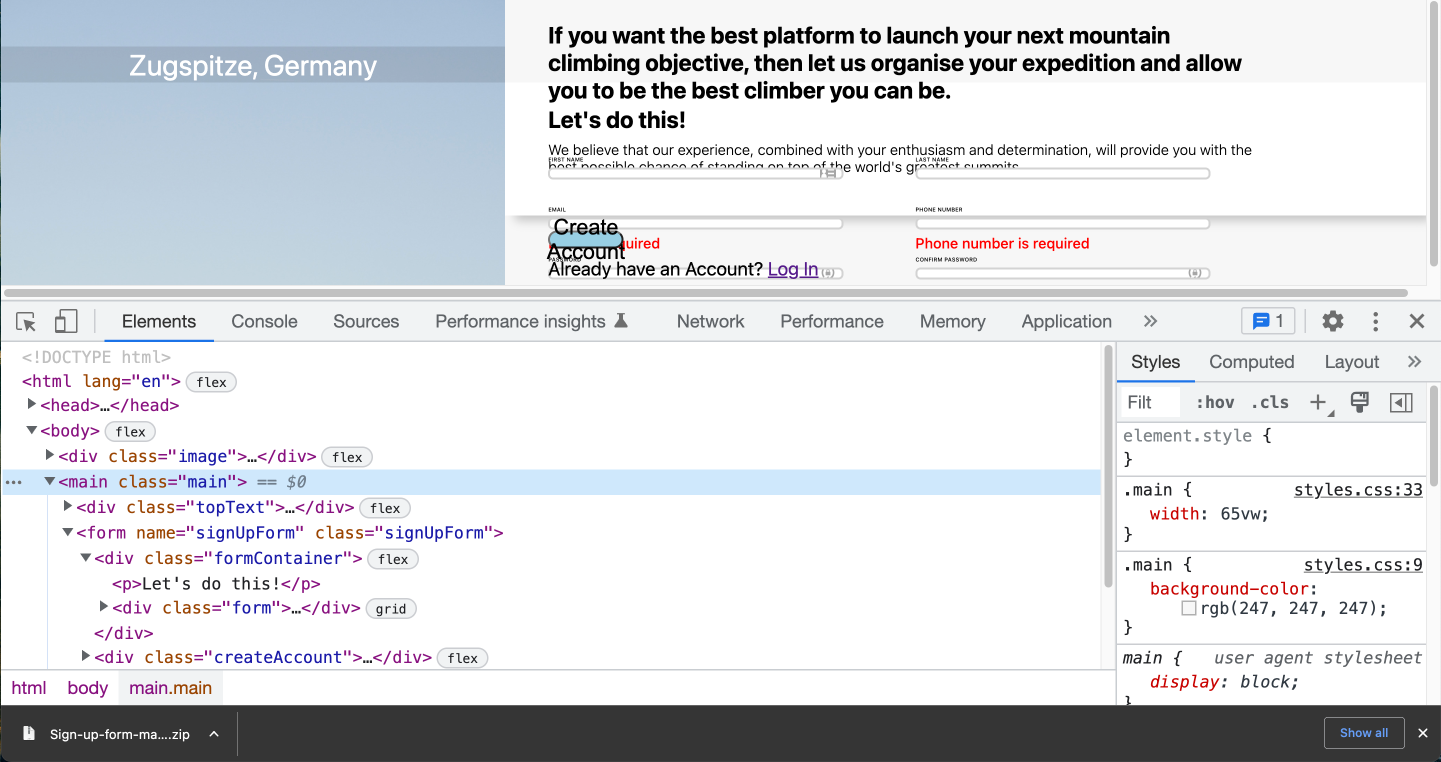 Zugspitze, Germany
If you want the best platform to launch your next mountain
climbing objective, then let us organise your expedition and allow
you to be the best climber you can be.
Let's do this!
We believe that our experience, combined with your enthusiasm and determination, will provide you with the
best possible chance of standing on top of the world's greatest summits.
FIRST NAME
LAST NAME
EMAIL
PHONE NUMBER
Create
Account
uired
Phone number is required
PASSWORD
CONFIRM PASSWORD
Already have an Account? Log In
Elements Console Sources Performance insights Network Performance Memory Application 1
<!DOCTYPE html>
<html lang="en"> flex
<head>…</head>
<body> flex
<div class="image">…</div> flex
<main class="main"> == $0
<div class="topText">…</div> flex
<form name="signUpForm" class="signUpForm">
<div class="formContainer"> flex
<p>Let's do this!</p>
<div class="form">…</div> grid
</div>
<div class="createAccount">…</div> flex
html body main.main
Styles Computed Layout
Filt :hov .cls
element.style {
}
.main { styles.css:33
width: 65vw;
}
.main { styles.css:9
background-color:
rgb(247, 247, 247);
}
main { user agent stylesheet
display: block;
}
Sign-up-form-ma....zip
Show all